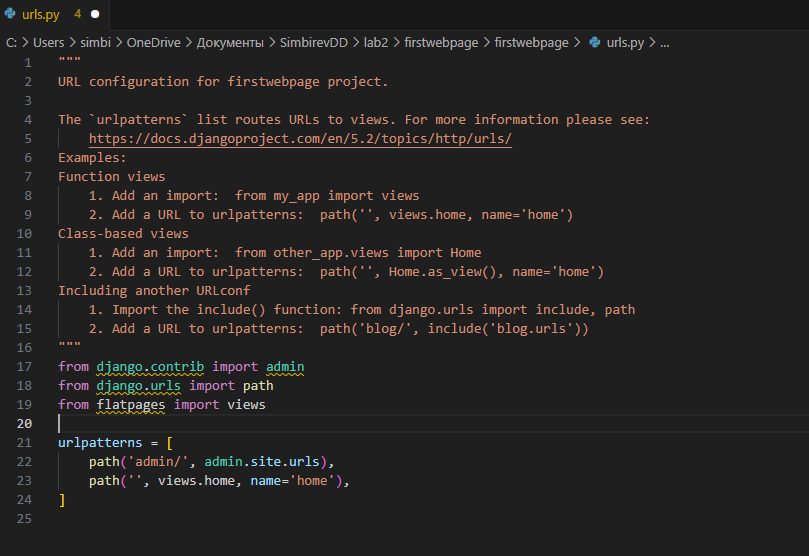 urls.py 4 ●
C: > Users > simbi > OneDrive > Документы > SimbirevDD > lab2 > firstwebpage > firstwebpage > urls.py > ...
1 """
2 URL configuration for firstwebpage project.
3
4 The `urlpatterns` list routes URLs to views. For more information please see:
5     https://docs.djangoproject.com/en/5.2/topics/http/urls/
6 Examples:
7 Function views
8     1. Add an import:  from my_app import views
9     2. Add a URL to urlpatterns:  path('', views.home, name='home')
10 Class-based views
11     1. Add an import:  from other_app.views import Home
12     2. Add a URL to urlpatterns:  path('', Home.as_view(), name='home')
13 Including another URLconf
14     1. Import the include() function: from django.urls import include, path
15     2. Add a URL to urlpatterns:  path('blog/', include('blog.urls'))
16 """
17 from django.contrib import admin
18 from django.urls import path
19 from flatpages import views
20
21 urlpatterns = [
22     path('admin/', admin.site.urls),
23     path('', views.home, name='home'),
24 ]
25